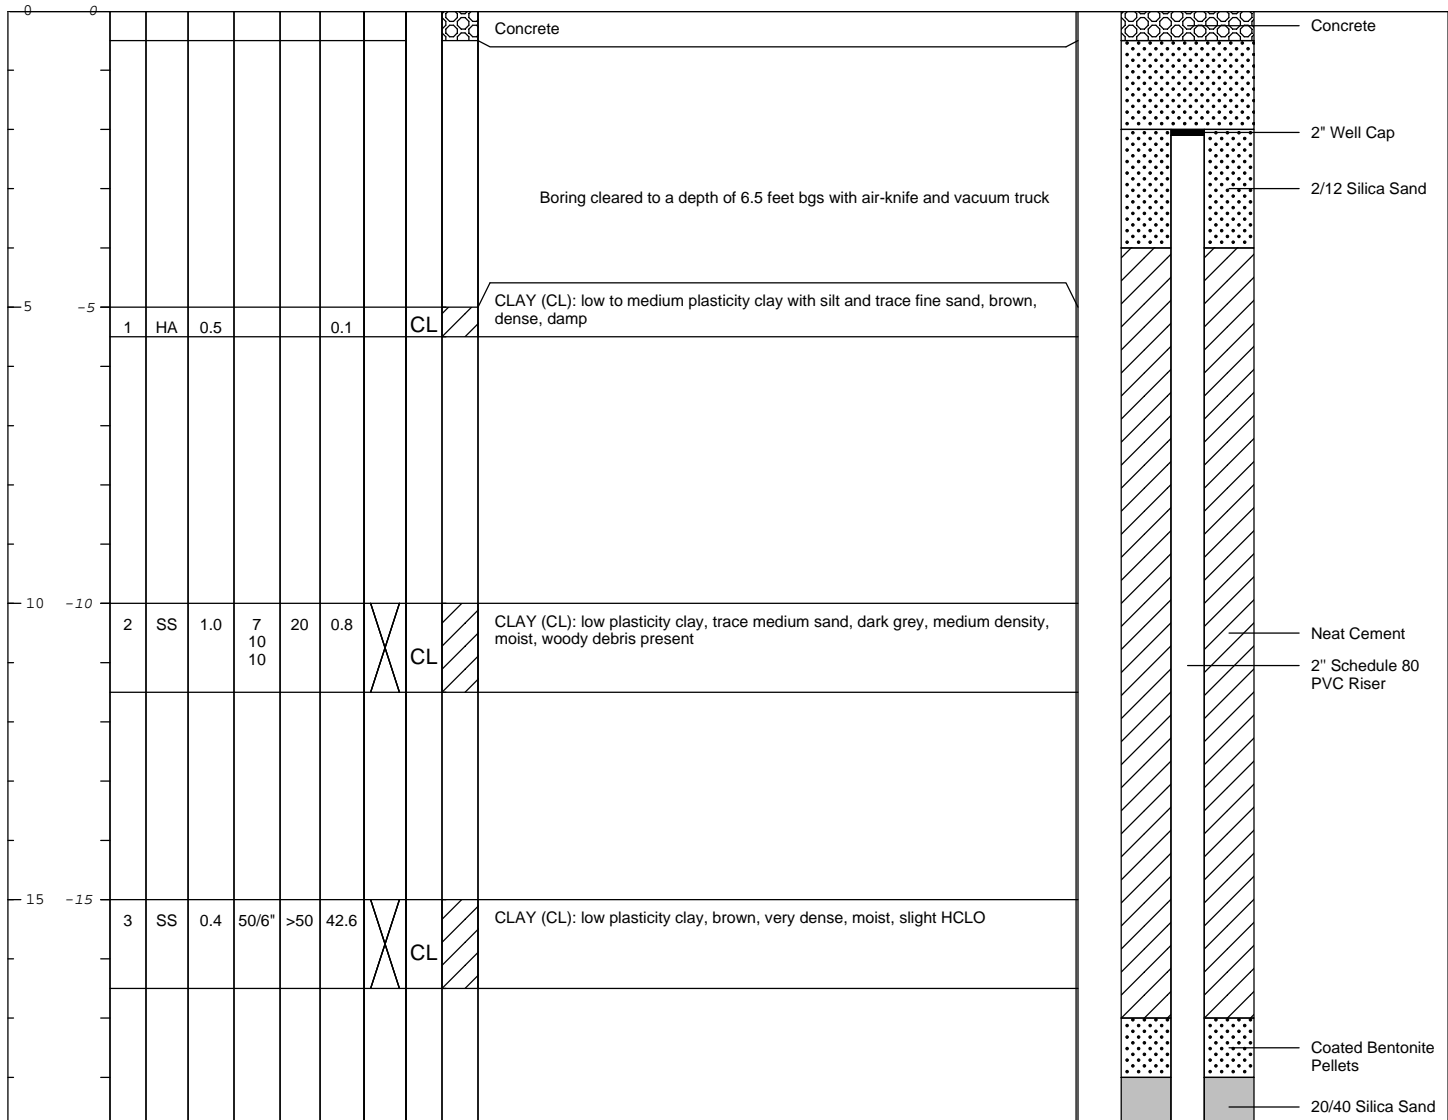 0 0
Concrete
Concrete
2" Well Cap
2/12 Silica Sand
Boring cleared to a depth of 6.5 feet bgs with air-knife and vacuum truck
5 -5
1 HA 0.5 0.1 CL
CLAY (CL): low to medium plasticity clay with silt and trace fine sand, brown,
dense, damp
10 -10
2 SS 1.0 7 20 0.8
10
10
CL
CLAY (CL): low plasticity clay, trace medium sand, dark grey, medium density,
moist, woody debris present
Neat Cement
2" Schedule 80
PVC Riser
15 -15
3 SS 0.4 50/6" >50 42.6
CL
CLAY (CL): low plasticity clay, brown, very dense, moist, slight HCLO
Coated Bentonite
Pellets
20/40 Silica Sand